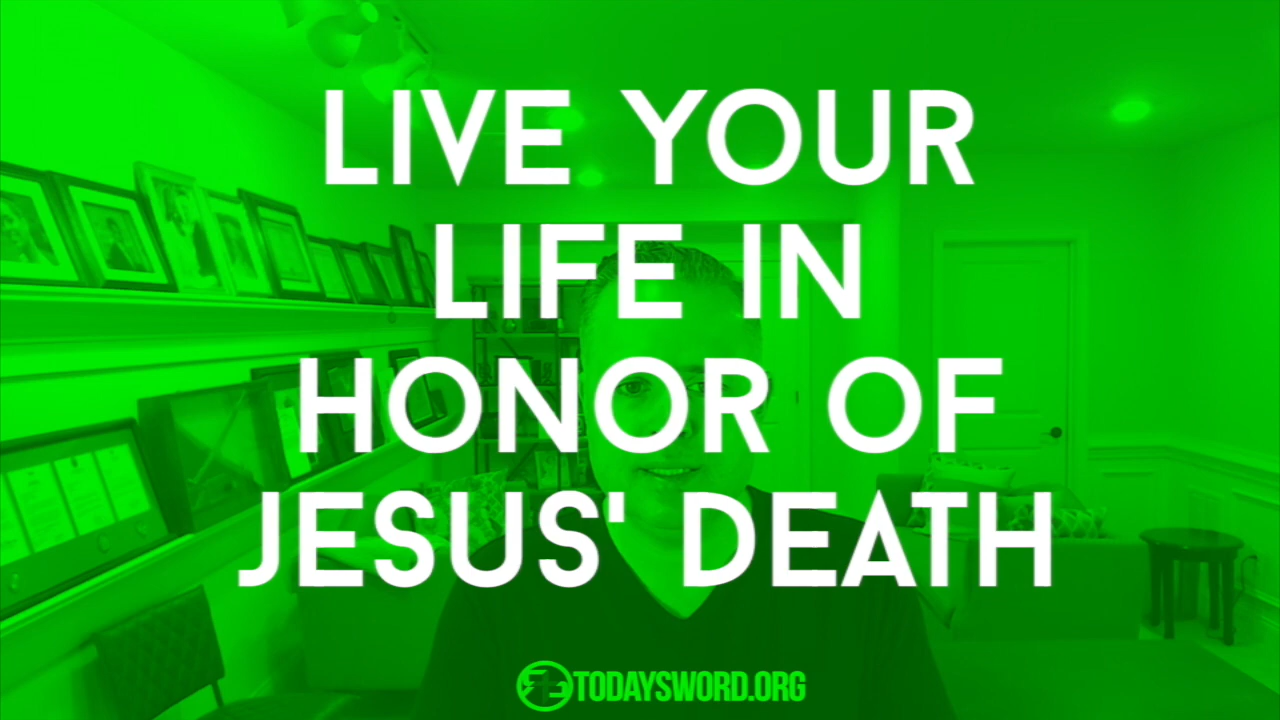 LIVE YOUR
LIFE IN
HONOR OF
JESUS' DEATH
TODAYSWORD.ORG